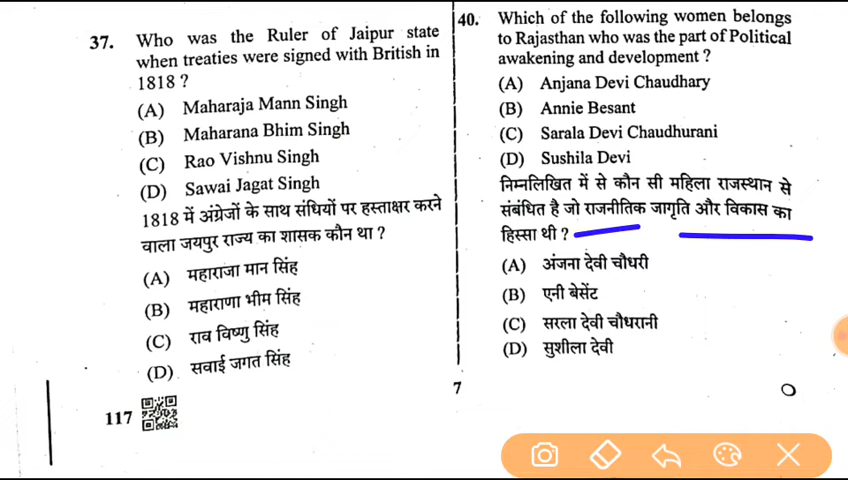 37. Who was the Ruler of Jaipur state
when treaties were signed with British in
1818 ?
(A) Maharaja Mann Singh
(B) Maharana Bhim Singh
(C) Rao Vishnu Singh
(D) Sawai Jagat Singh
1818 में अंग्रेजों के साथ संधियों पर हस्ताक्षर करने
वाला जयपुर राज्य का शासक कौन था ?
(A) महाराजा मान सिंह
(B) महाराणा भीम सिंह
(C) राव विष्णु सिंह
(D) सवाई जगत सिंह
117
40. Which of the following women belongs
to Rajasthan who was the part of Political
awakening and development ?
(A) Anjana Devi Chaudhary
(B) Annie Besant
(C) Sarala Devi Chaudhurani
(D) Sushila Devi
निम्नलिखित में से कौन सी महिला राजस्थान से
संबंधित है जो राजनीतिक जागृति और विकास का
हिस्सा थी ?
(A) अंजना देवी चौधरी
(B) एनी बेसेंट
(C) सरला देवी चौधरानी
(D) सुशीला देवी
7
O